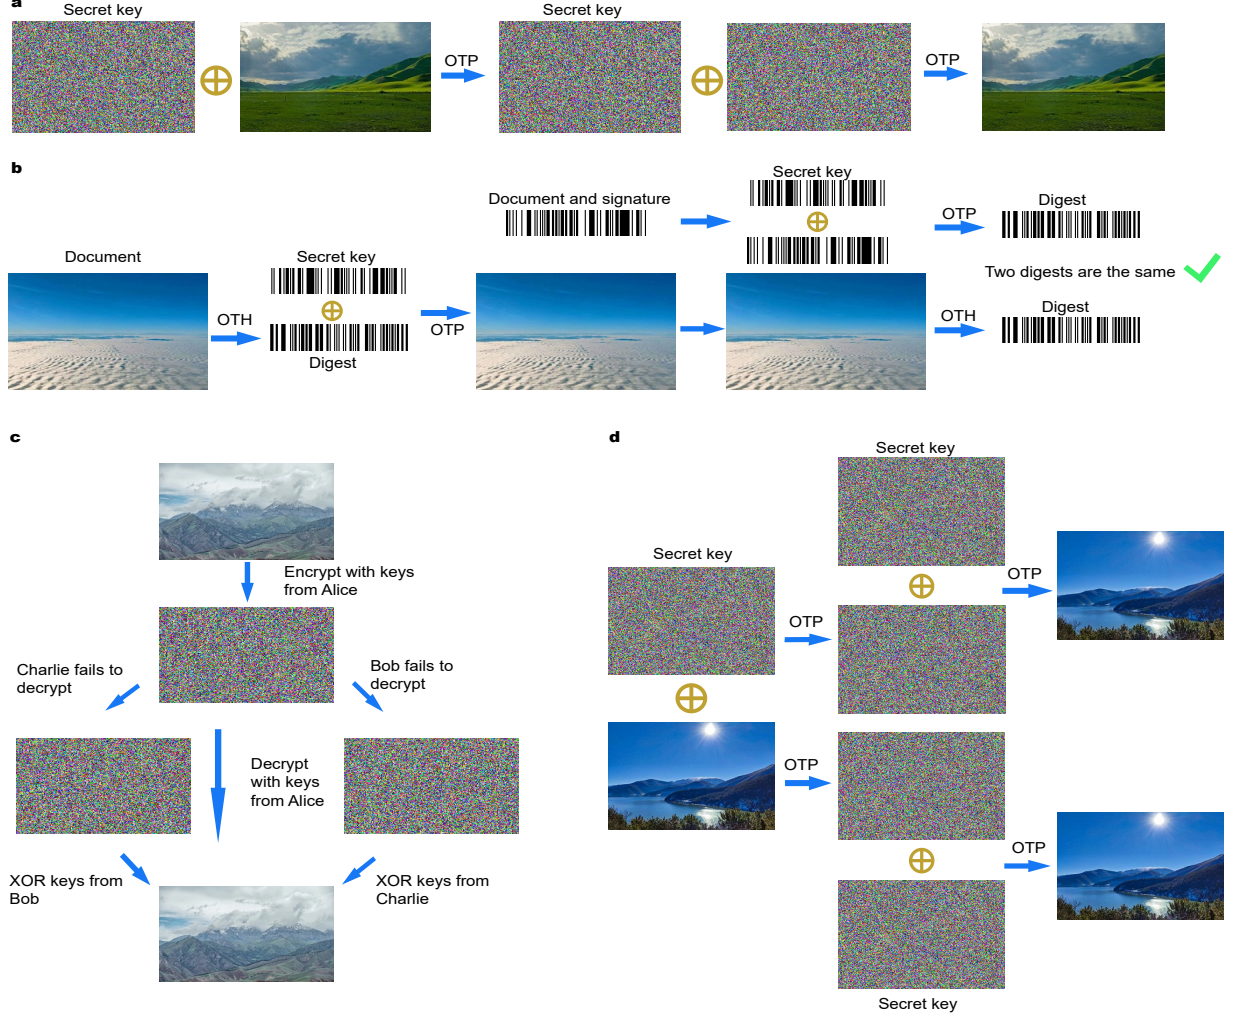 a
Secret key
Secret key
OTP
OTP
b
Document
OTH
Secret key
Digest
OTP
Document and signature
Secret key
OTP
Digest
Two digests are the same
OTH
Digest
c
Encrypt with keys
from Alice
Charlie fails to
decrypt
Bob fails to
decrypt
Decrypt
with keys
from Alice
XOR keys from
Bob
XOR keys from
Charlie
d
Secret key
Secret key
OTP
OTP
OTP
OTP
Secret key